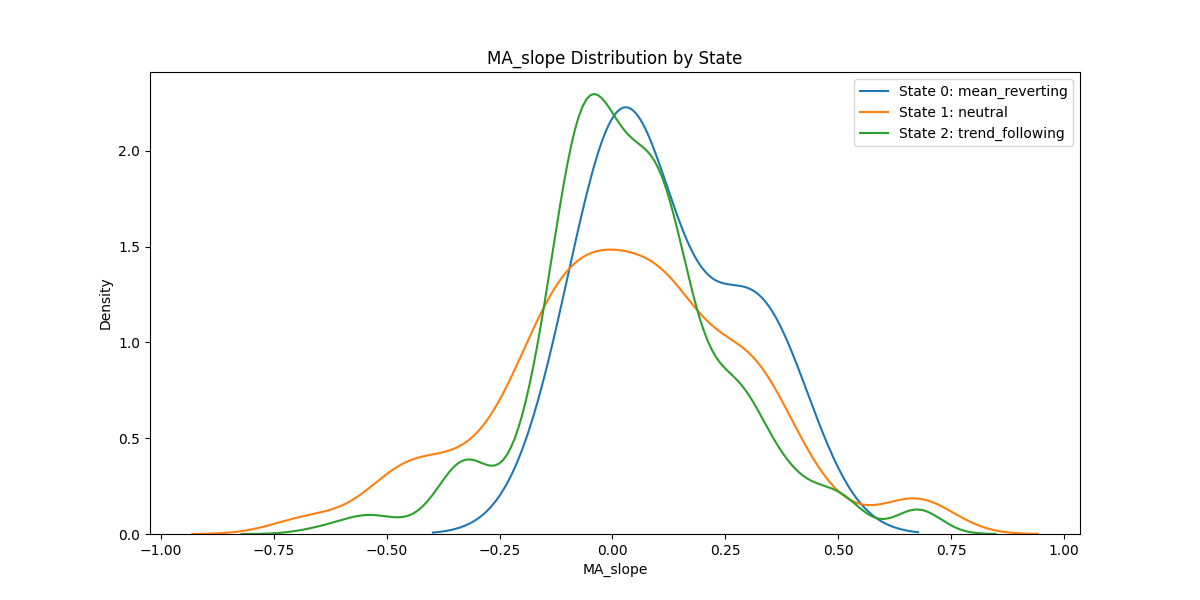 MA_slope Distribution by State
State 0: mean_reverting
State 1: neutral
State 2: trend_following
Density
2.0
1.5
1.0
0.5
0.0
−1.00 −0.75 −0.50 −0.25 0.00 0.25 0.50 0.75 1.00
MA_slope